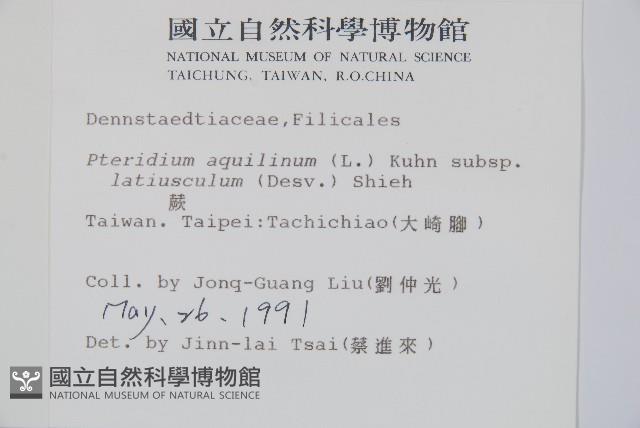 國立自然科學博物館
NATIONAL MUSEUM OF NATURAL SCIENCE
TAICHUNG, TAIWAN, R.O.CHINA
Dennstaedtiaceae,Filicales
Pteridium aquilinum (L.) Kuhn subsp.
latiusculum (Desv.) Shieh
蕨
Taiwan. Taipei:Tachichiao(大崎腳)
Coll. by Jonq-Guang Liu(劉仲光)
May. 26. 1991
Det. by Jinn-lai Tsai(蔡進來)
國立自然科學博物館
NATIONAL MUSEUM OF NATURAL SCIENCE